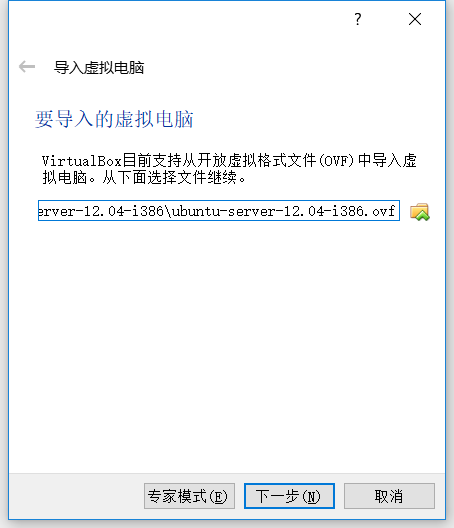 ?
导入虚拟电脑
要导入的虚拟电脑
VirtualBox目前支持从开放虚拟格式文件(OVF)中导入虚
拟电脑。从下面选择文件继续。
erver-12.04-i386\ubuntu-server-12.04-i386.ovf
专家模式(E) 下一步(N) 取消